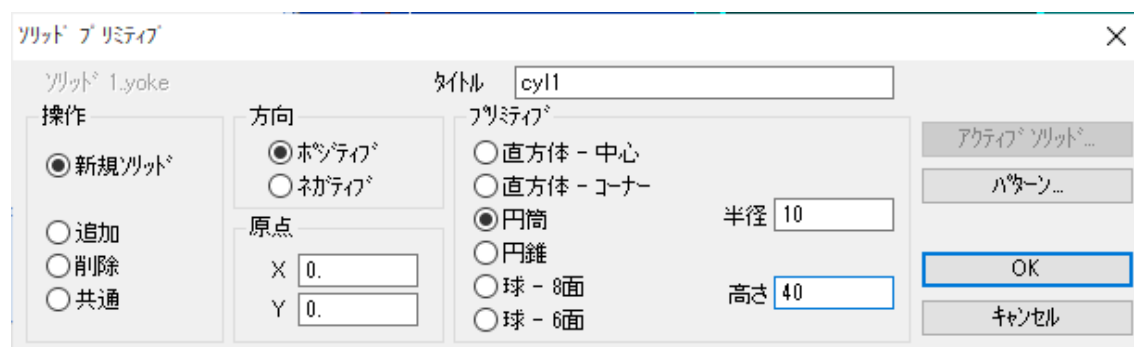 ソリッド プリミティブ
ソリッド 1..yoke
タイトル cyl1
操作
新規ソリッド
追加
削除
共通
方向
ポジティブ
ネガティブ
原点
X 0.
Y 0.
プリミティブ
直方体 - 中心
直方体 - コーナー
円筒
円錐
球 - 8面
球 - 6面
半径 10
高さ 40
アクティブ ソリッド...
パターン...
OK
キャンセル